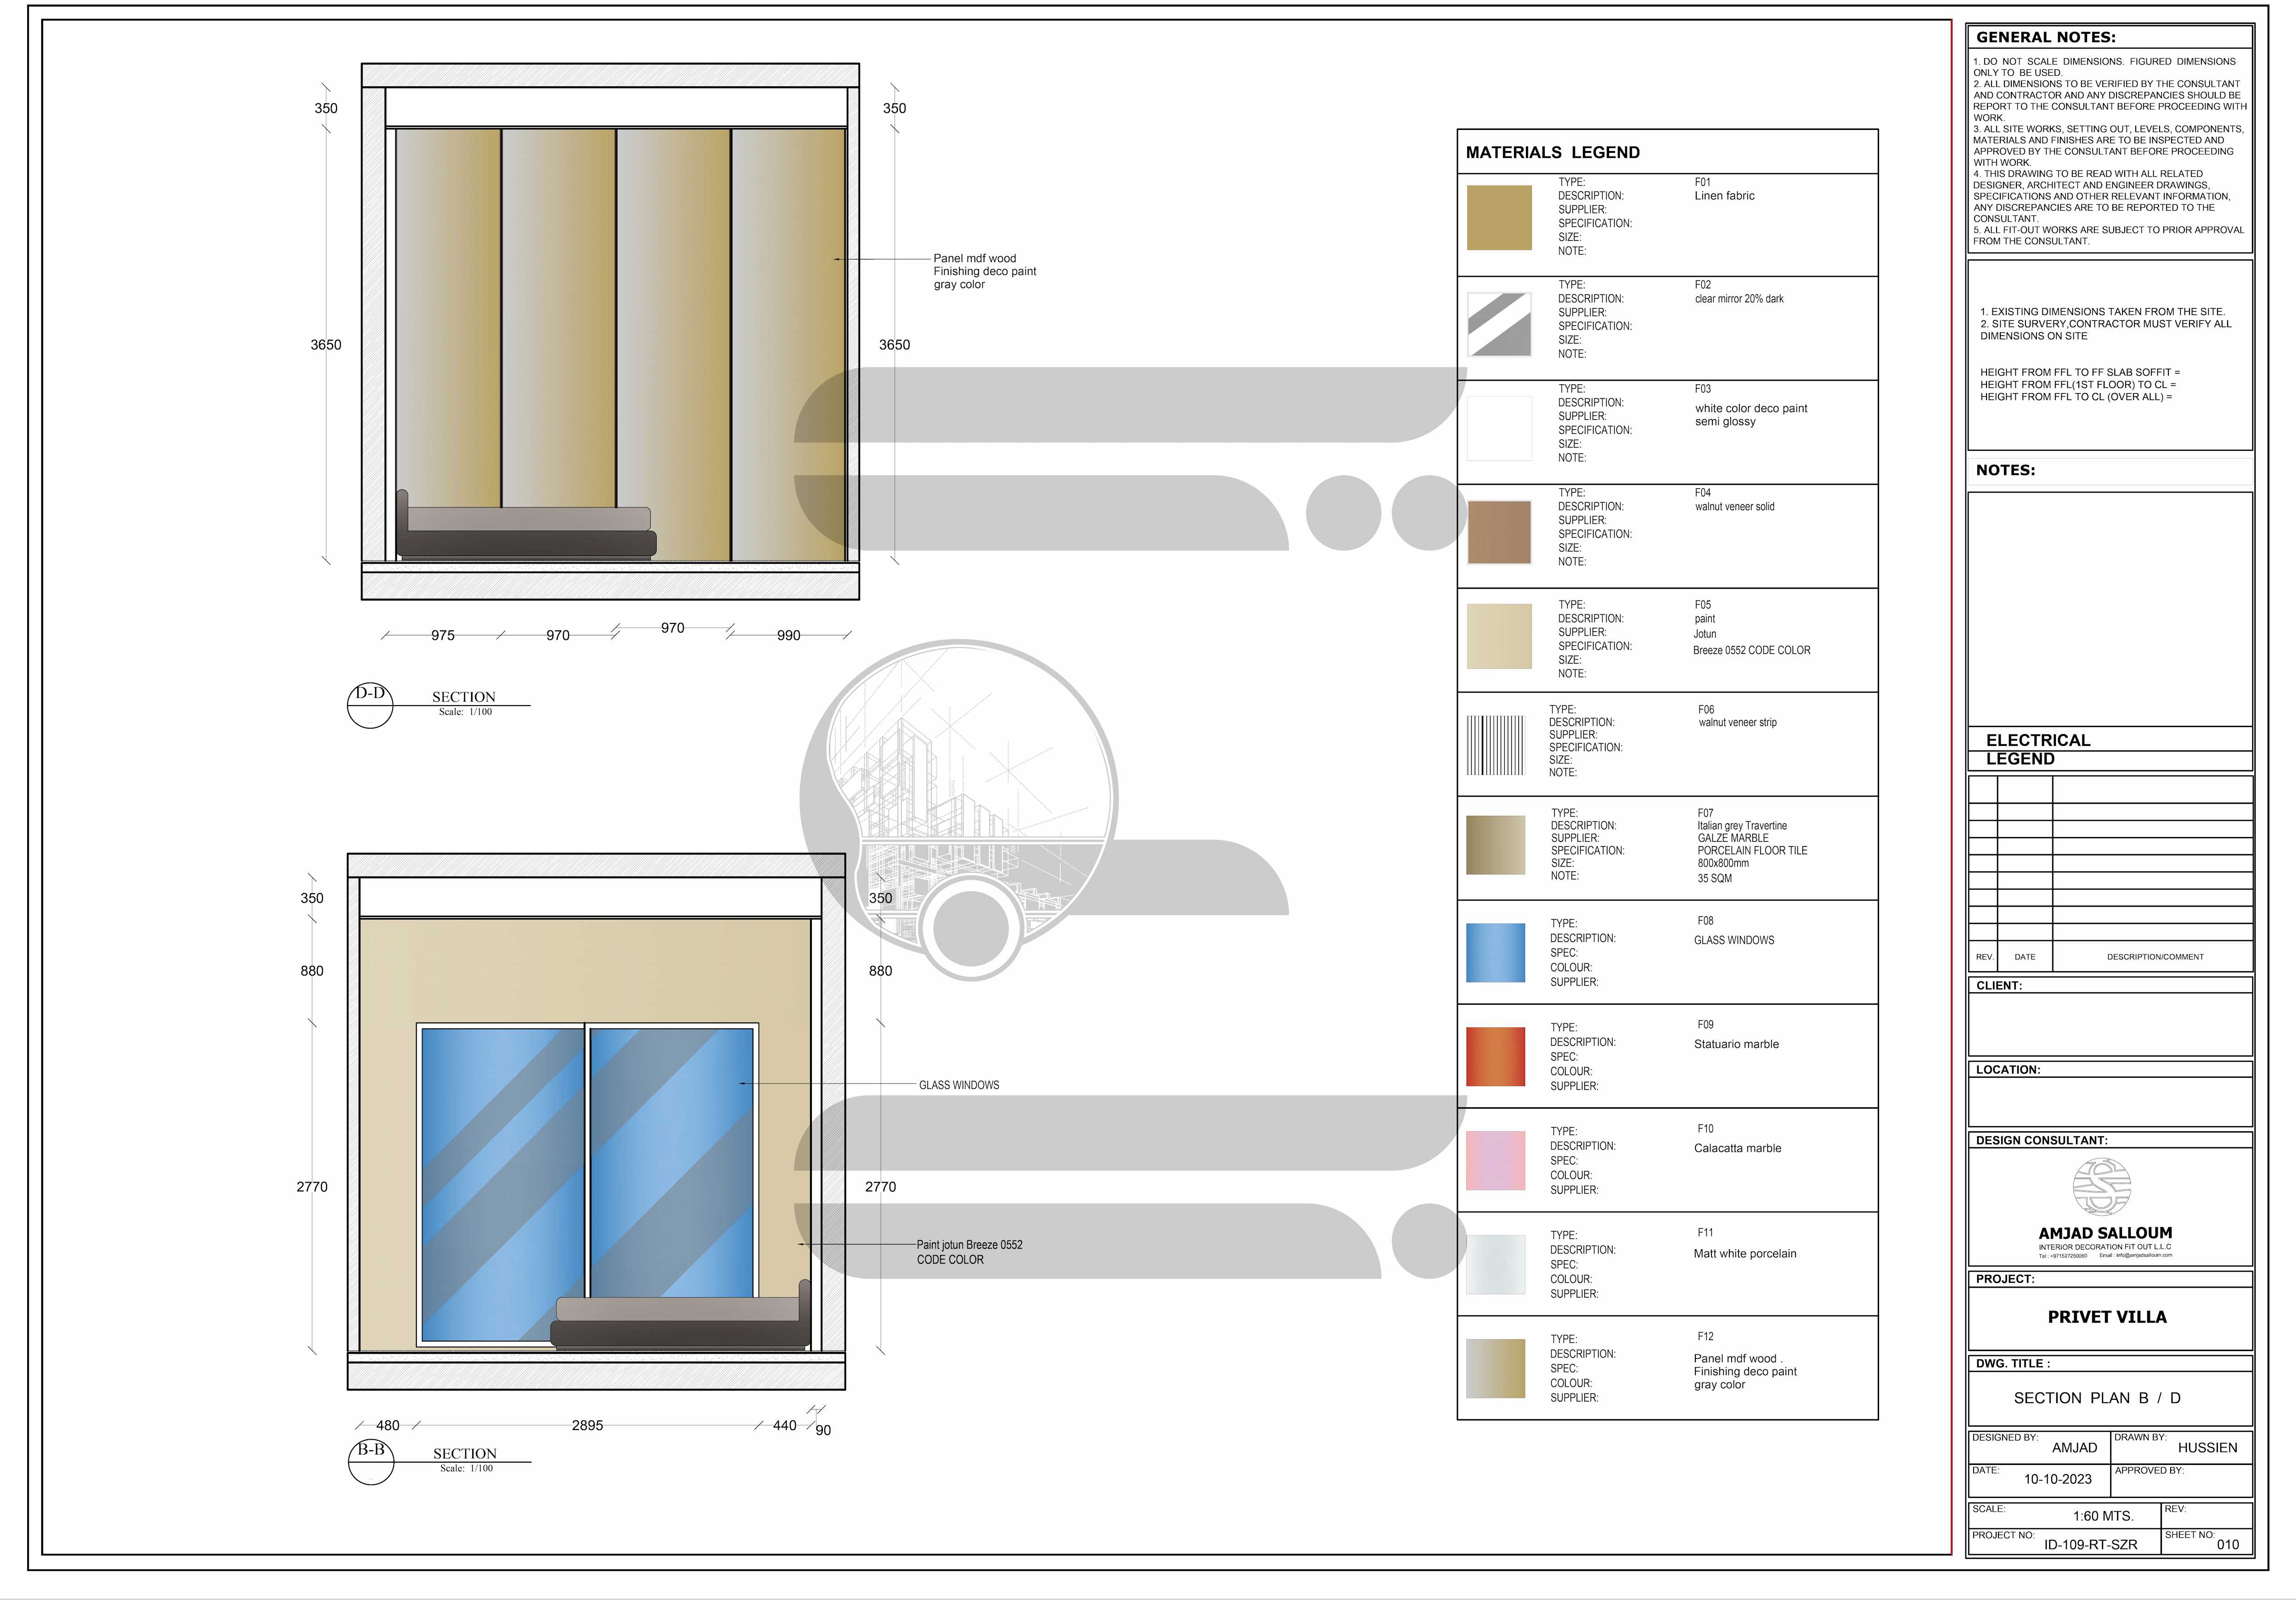 350
350
3650
3650
Panel mdf wood
Finishing deco paint
gray color
975
970
970
990
D-D
SECTION
Scale: 1/100
350
350
880
880
GLASS WINDOWS
2770
2770
Paint jotun Breeze 0552
CODE COLOR
480
2895
440
90
B-B
SECTION
Scale: 1/100
MATERIALS LEGEND
TYPE: F01
DESCRIPTION: Linen fabric
SUPPLIER:
SPECIFICATION:
SIZE:
NOTE:
TYPE: F02
DESCRIPTION: clear mirror 20% dark
SUPPLIER:
SPECIFICATION:
SIZE:
NOTE:
TYPE: F03
DESCRIPTION: white color deco paint
SUPPLIER: semi glossy
SPECIFICATION:
SIZE:
NOTE:
TYPE: F04
DESCRIPTION: walnut veneer solid
SUPPLIER:
SPECIFICATION:
SIZE:
NOTE:
TYPE: F05
DESCRIPTION: paint
SUPPLIER: Jotun
SPECIFICATION: Breeze 0552 CODE COLOR
SIZE:
NOTE:
TYPE: F06
DESCRIPTION: walnut veneer strip
SUPPLIER:
SPECIFICATION:
SIZE:
NOTE:
TYPE: F07
DESCRIPTION: Italian grey Travertine
SUPPLIER: GALZE MARBLE
SPECIFICATION: PORCELAIN FLOOR TILE
SIZE: 800x800mm
NOTE: 35 SQM
TYPE: F08
DESCRIPTION: GLASS WINDOWS
SPEC:
COLOUR:
SUPPLIER:
TYPE: F09
DESCRIPTION: Statuario marble
SPEC:
COLOUR:
SUPPLIER:
TYPE: F10
DESCRIPTION: Calacatta marble
SPEC:
COLOUR:
SUPPLIER:
TYPE: F11
DESCRIPTION: Matt white porcelain
SPEC:
COLOUR:
SUPPLIER:
TYPE: F12
DESCRIPTION: Panel mdf wood .
SPEC: Finishing deco paint
COLOUR: gray color
SUPPLIER:
GENERAL NOTES:
1. DO NOT SCALE DIMENSIONS. FIGURED DIMENSIONS
ONLY TO BE USED.
2. ALL DIMENSIONS TO BE VERIFIED BY THE CONSULTANT
AND CONTRACTOR AND ANY DISCREPANCIES SHOULD BE
REPORT TO THE CONSULTANT BEFORE PROCEEDING WITH
WORK.
3. ALL SITE WORKS, SETTING OUT, LEVELS, COMPONENTS,
MATERIALS AND FINISHES ARE TO BE INSPECTED AND
APPROVED BY THE CONSULTANT BEFORE PROCEEDING
WITH WORK.
4. THIS DRAWING TO BE READ WITH ALL RELATED
DESIGNER, ARCHITECT AND ENGINEER DRAWINGS,
SPECIFICATIONS AND OTHER RELEVANT INFORMATION,
ANY DISCREPANCIES ARE TO BE REPORTED TO THE
CONSULTANT.
5. ALL FIT-OUT WORKS ARE SUBJECT TO PRIOR APPROVAL
FROM THE CONSULTANT.
1. EXISTING DIMENSIONS TAKEN FROM THE SITE.
2. SITE SURVERY,CONTRACTOR MUST VERIFY ALL
DIMENSIONS ON SITE
HEIGHT FROM FFL TO FF SLAB SOFFIT =
HEIGHT FROM FFL(1ST FLOOR) TO CL =
HEIGHT FROM FFL TO CL (OVER ALL) =
NOTES:
ELECTRICAL
LEGEND
REV. DATE DESCRIPTION/COMMENT
CLIENT:
LOCATION:
DESIGN CONSULTANT:
AMJAD SALLOUM
INTERIOR DECORATION FIT OUT L.L.C
Tel : +971527250060 Email : info@amjadsalloum.com
PROJECT:
PRIVET VILLA
DWG. TITLE :
SECTION PLAN B / D
DESIGNED BY: AMJAD
DRAWN BY: HUSSIEN
DATE: 10-10-2023
APPROVED BY:
SCALE: 1:60 MTS.
REV:
PROJECT NO: ID-109-RT-SZR
SHEET NO: 010